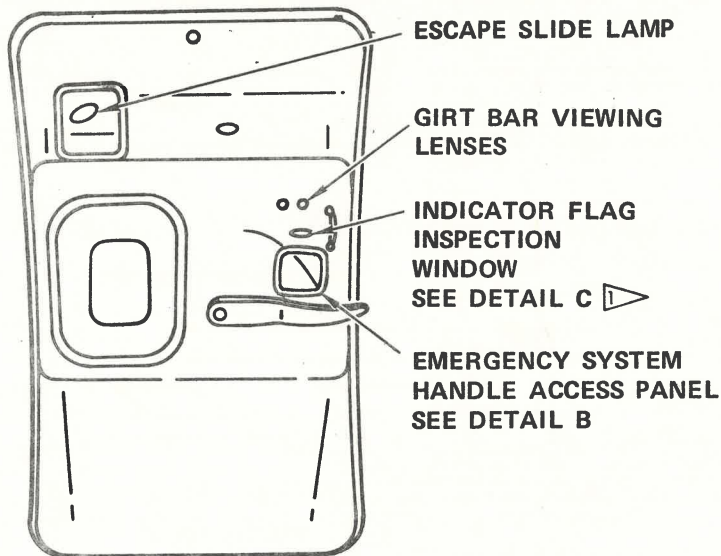 ESCAPE SLIDE LAMP
GIRT BAR VIEWING
LENSES
INDICATOR FLAG
INSPECTION
WINDOW
SEE DETAIL C 1
EMERGENCY SYSTEM
HANDLE ACCESS PANEL
SEE DETAIL B